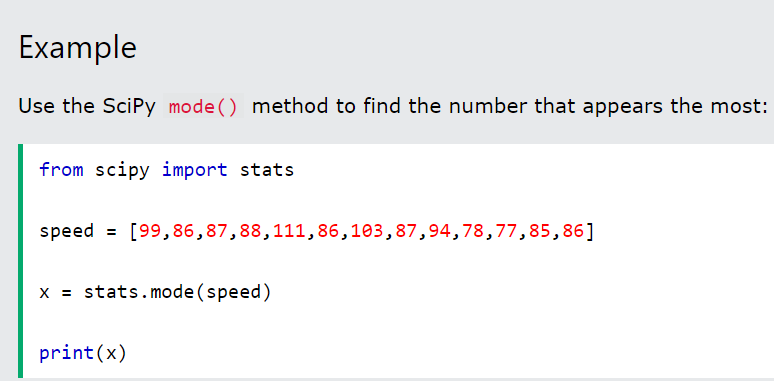 Example
Use the SciPy mode() method to find the number that appears the most:
from scipy import stats
speed = [99,86,87,88,111,86,103,87,94,78,77,85,86]
x = stats.mode(speed)
print(x)